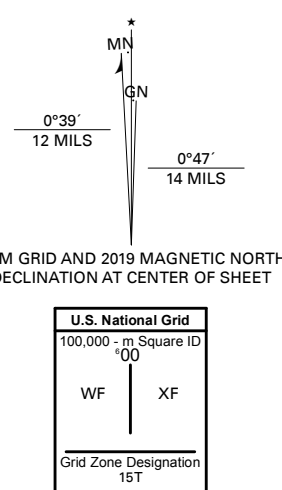 ★
MN
GN
0°39´
12 MILS
0°47´
14 MILS
M GRID AND 2019 MAGNETIC NORTH
DECLINATION AT CENTER OF SHEET
U.S. National Grid
100,000 - m Square ID
⁶00
WF XF
Grid Zone Designation
15T